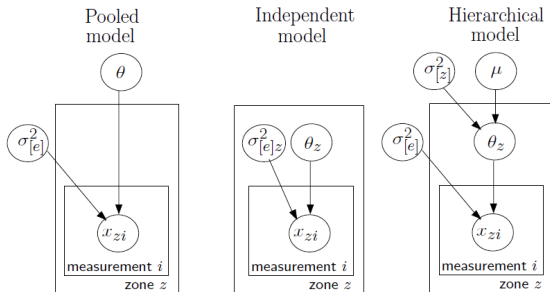 Pooled
model
θ
σ²[e]
x_zi
measurement i
zone z
Independent
model
σ²[e]z
θ_z
x_zi
measurement i
zone z
Hierarchical
model
σ²[z]
μ
σ²[e]
θ_z
x_zi
measurement i
zone z